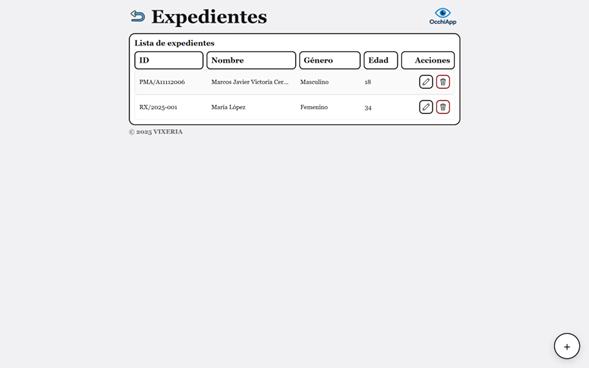 Expedientes
OcchiApp
Lista de expedientes
ID Nombre Género Edad Acciones
PMA/A11112006 Marcos Javier Victoria Cer... Masculino 18
RX/2025-001 María López Femenino 34
© 2025 VIXERIA
+